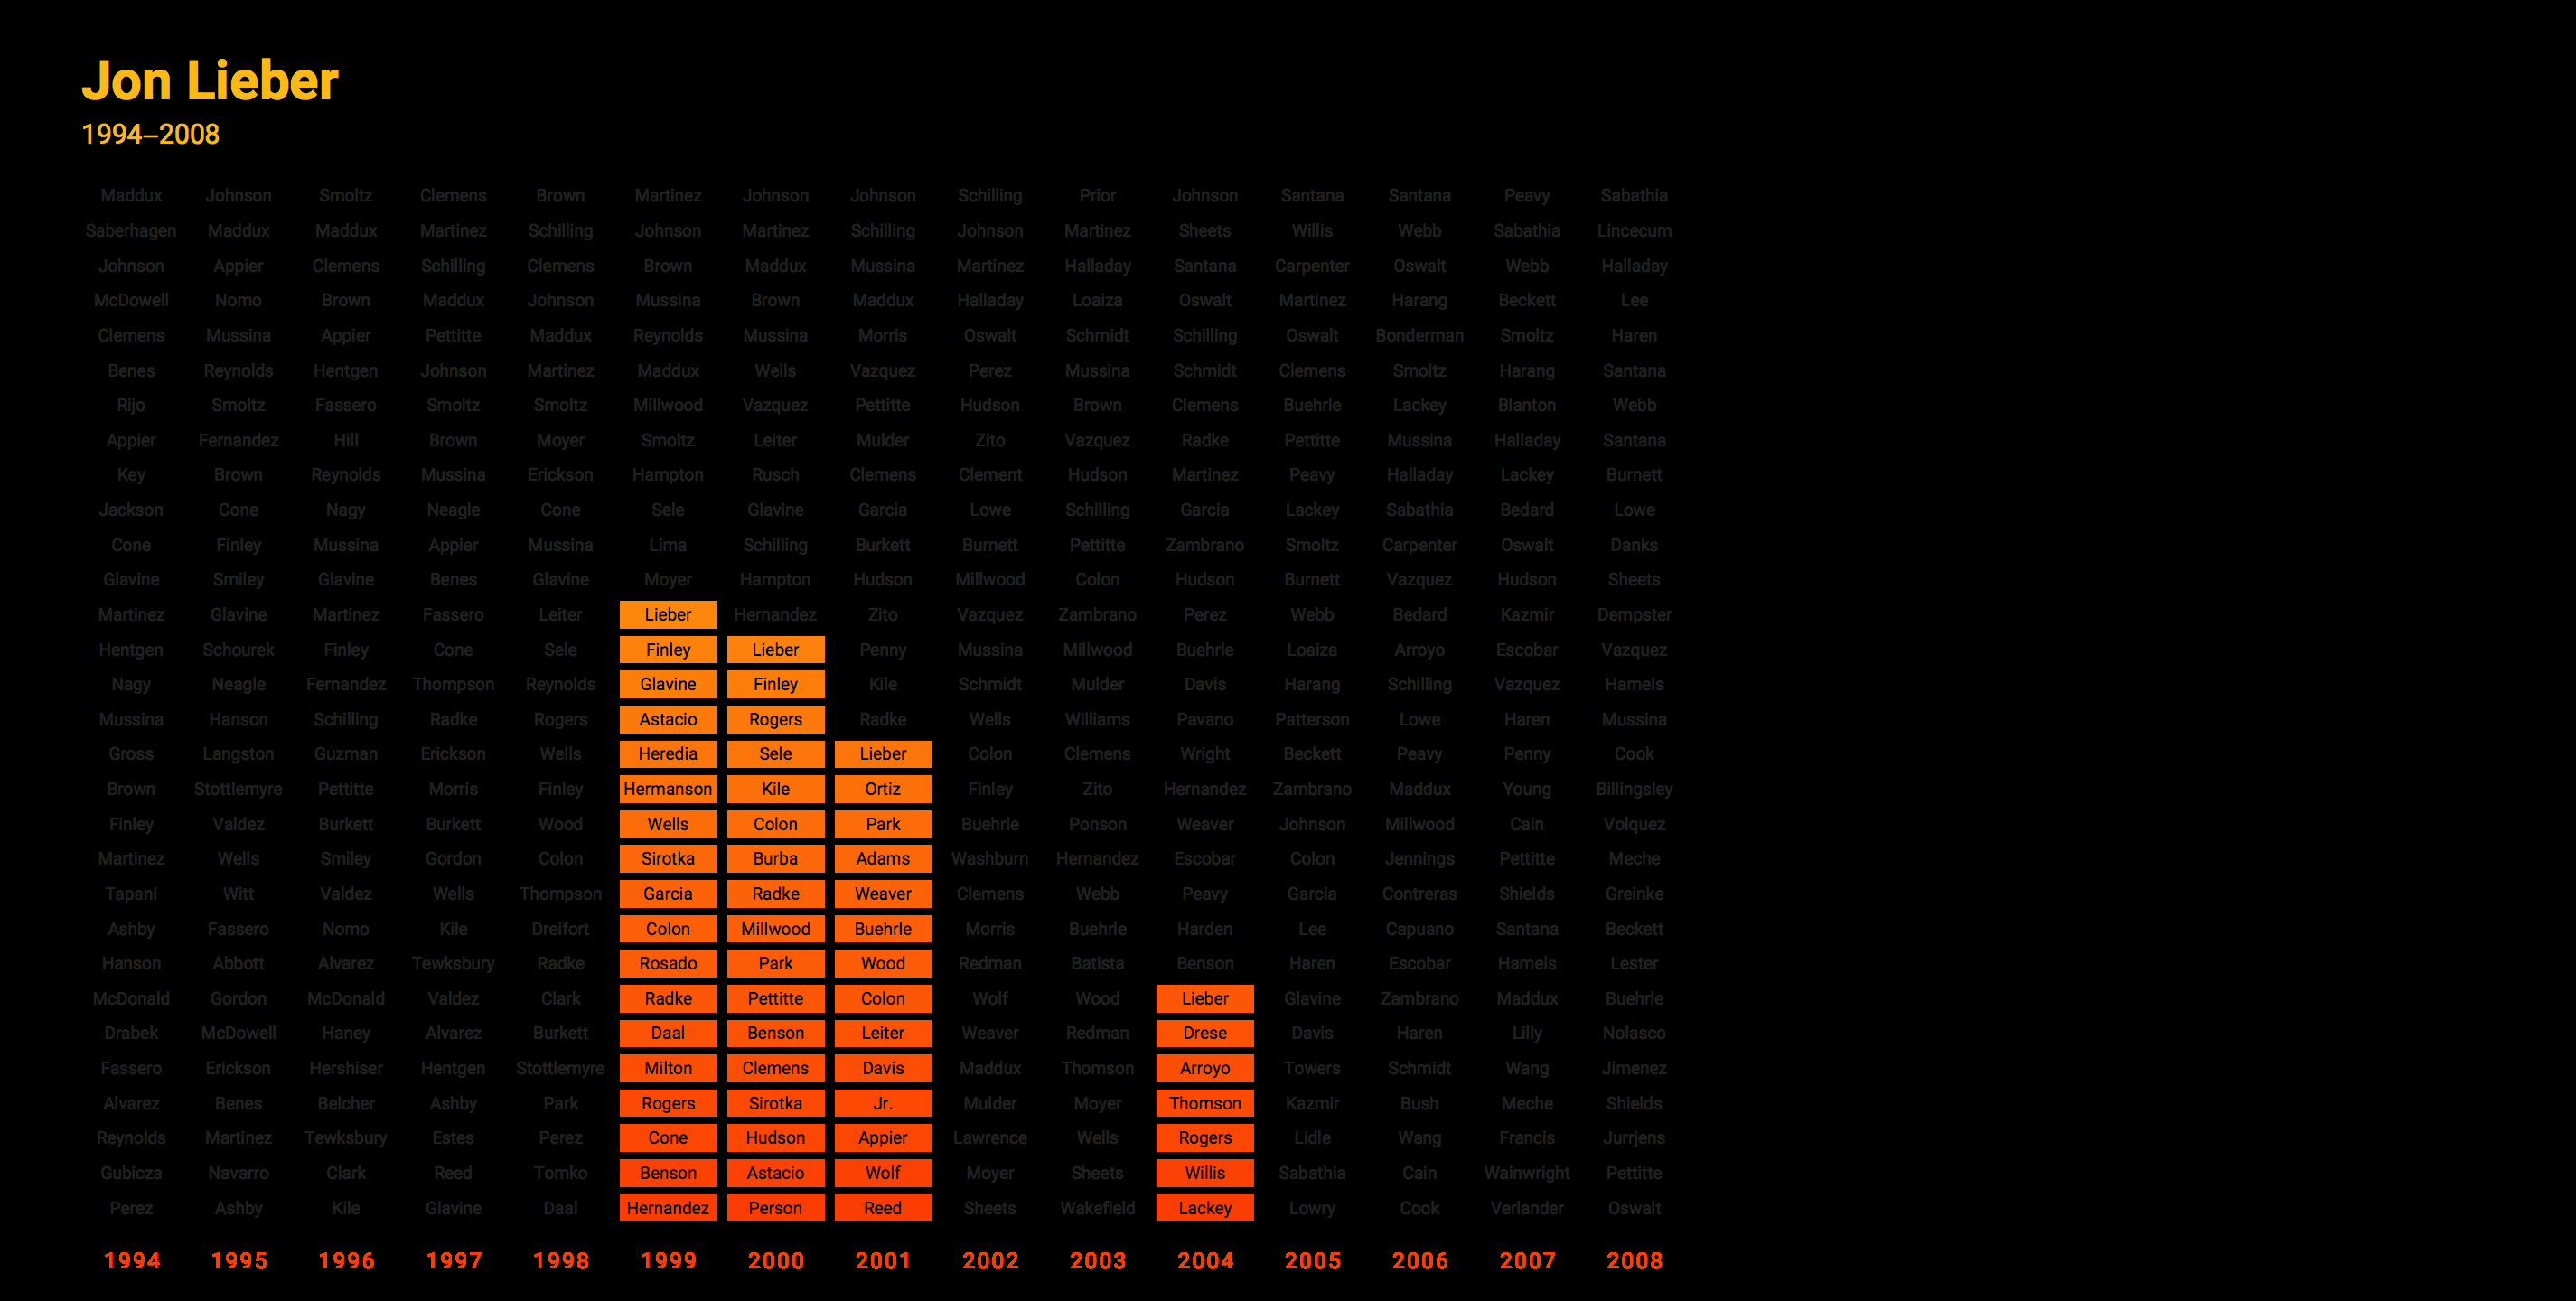 Jon Lieber
1994–2008
Maddux Johnson Smoltz Clemens Brown Martinez Johnson Johnson Schilling Prior Johnson Santana Santana Peavy Sabathia
Saberhagen Maddux Maddux Martinez Schilling Johnson Martinez Schilling Johnson Martinez Sheets Willis Webb Sabathia Lincecum
Johnson Appier Clemens Schilling Clemens Brown Maddux Mussina Martinez Halladay Santana Carpenter Oswalt Webb Halladay
McDowell Nomo Brown Maddux Johnson Mussina Brown Maddux Halladay Loaiza Oswalt Martinez Harang Beckett Lee
Clemens Mussina Appier Pettitte Maddux Reynolds Mussina Morris Oswalt Schmidt Schilling Oswalt Bonderman Smoltz Haren
Benes Reynolds Hentgen Johnson Martinez Maddux Wells Vazquez Perez Mussina Schmidt Clemens Smoltz Harang Santana
Rijo Smoltz Fassero Smoltz Smoltz Millwood Vazquez Pettitte Hudson Brown Clemens Buehrle Lackey Blanton Webb
Appier Fernandez Hill Brown Moyer Smoltz Leiter Mulder Zito Vazquez Radke Pettitte Mussina Halladay Santana
Key Brown Reynolds Mussina Erickson Hampton Rusch Clemens Clement Hudson Martinez Peavy Halladay Lackey Burnett
Jackson Cone Nagy Neagle Cone Sele Glavine Garcia Lowe Schilling Garcia Lackey Sabathia Bedard Lowe
Cone Finley Mussina Appier Mussina Lima Schilling Burkett Burnett Pettitte Zambrano Smoltz Carpenter Oswalt Danks
Glavine Smiley Glavine Benes Glavine Moyer Hampton Hudson Millwood Colon Hudson Burnett Vazquez Hudson Sheets
Martinez Glavine Martinez Fassero Leiter Lieber Hernandez Zito Vazquez Zambrano Perez Webb Bedard Kazmir Dempster
Hentgen Schourek Finley Cone Sele Finley Lieber Penny Mussina Millwood Buehrle Loaiza Arroyo Escobar Vazquez
Nagy Neagle Fernandez Thompson Reynolds Glavine Finley Kile Schmidt Mulder Davis Harang Schilling Vazquez Hamels
Mussina Hanson Schilling Radke Rogers Astacio Rogers Radke Wells Williams Pavano Patterson Lowe Haren Mussina
Gross Langston Guzman Erickson Wells Heredia Sele Lieber Colon Clemens Wright Beckett Peavy Penny Cook
Brown Stottlemyre Pettitte Morris Finley Hermanson Kile Ortiz Finley Zito Hernandez Zambrano Maddux Young Billingsley
Finley Valdez Burkett Burkett Wood Wells Colon Park Buehrle Ponson Weaver Johnson Millwood Cain Volquez
Martinez Wells Smiley Gordon Colon Sirotka Burba Adams Washburn Hernandez Escobar Colon Jennings Pettitte Meche
Tapani Witt Valdez Wells Thompson Garcia Radke Weaver Clemens Webb Peavy Garcia Contreras Shields Greinke
Ashby Fassero Nomo Kile Dreifort Colon Millwood Buehrle Morris Buehrle Harden Lee Capuano Santana Beckett
Hanson Abbott Alvarez Tewksbury Radke Rosado Park Wood Redman Batista Benson Haren Escobar Hamels Lester
McDonald Gordon McDonald Valdez Clark Radke Pettitte Colon Wolf Wood Lieber Glavine Zambrano Maddux Buehrle
Drabek McDowell Haney Alvarez Burkett Daal Benson Leiter Weaver Redman Drese Davis Haren Lilly Nolasco
Fassero Erickson Hershiser Hentgen Stottlemyre Milton Clemens Davis Maddux Thomson Arroyo Towers Schmidt Wang Jimenez
Alvarez Benes Belcher Ashby Park Rogers Sirotka Jr. Mulder Moyer Thomson Kazmir Bush Meche Shields
Reynolds Martinez Tewksbury Estes Perez Cone Hudson Appier Lawrence Wells Rogers Lidle Wang Francis Jurrjens
Gubicza Navarro Clark Reed Tomko Benson Astacio Wolf Moyer Sheets Willis Sabathia Cain Wainwright Pettitte
Perez Ashby Kile Glavine Daal Hernandez Person Reed Sheets Wakefield Lackey Lowry Cook Verlander Oswalt
1994 1995 1996 1997 1998 1999 2000 2001 2002 2003 2004 2005 2006 2007 2008